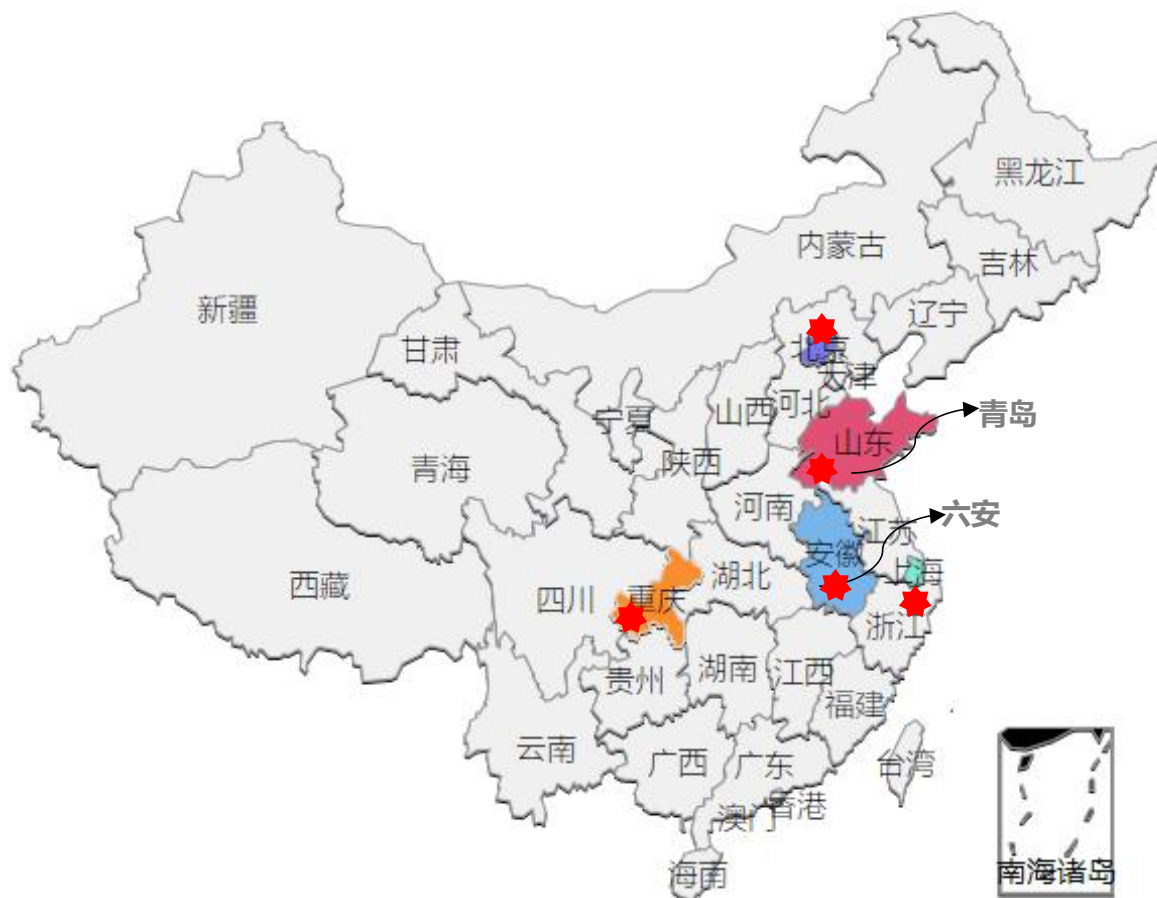 黑龙江
内蒙古
吉林
新疆
辽宁
北京
甘肃
天津
河北
山西
宁夏
青岛
山东
青海
陕西
河南
六安
江苏
安徽
上海
湖北
西藏
四川
重庆
浙江
湖南
江西
贵州
福建
云南
广西
广东
台湾
香港
澳门
海南
南海诸岛